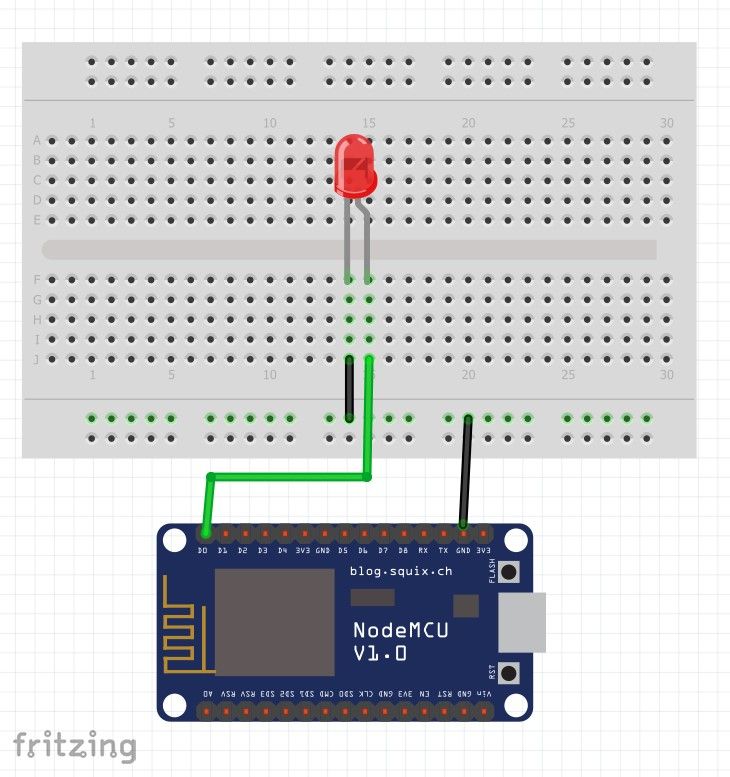 1 5 10 15 20 25 30
A
B
C
D
E
F
G
H
I
J
1 5 10 20 25 30
D0 D1 D2 D3 D4 3V3 GND D5 D6 D7 D8 RX TX GND 3V3
blog.squix.ch
FLASH
NodeMCU
V1.0
RST
A0 RSV RSV SD3 SD2 SD1 CMD SD0 CLK GND 3V3 EN RST GND Vin
fritzing